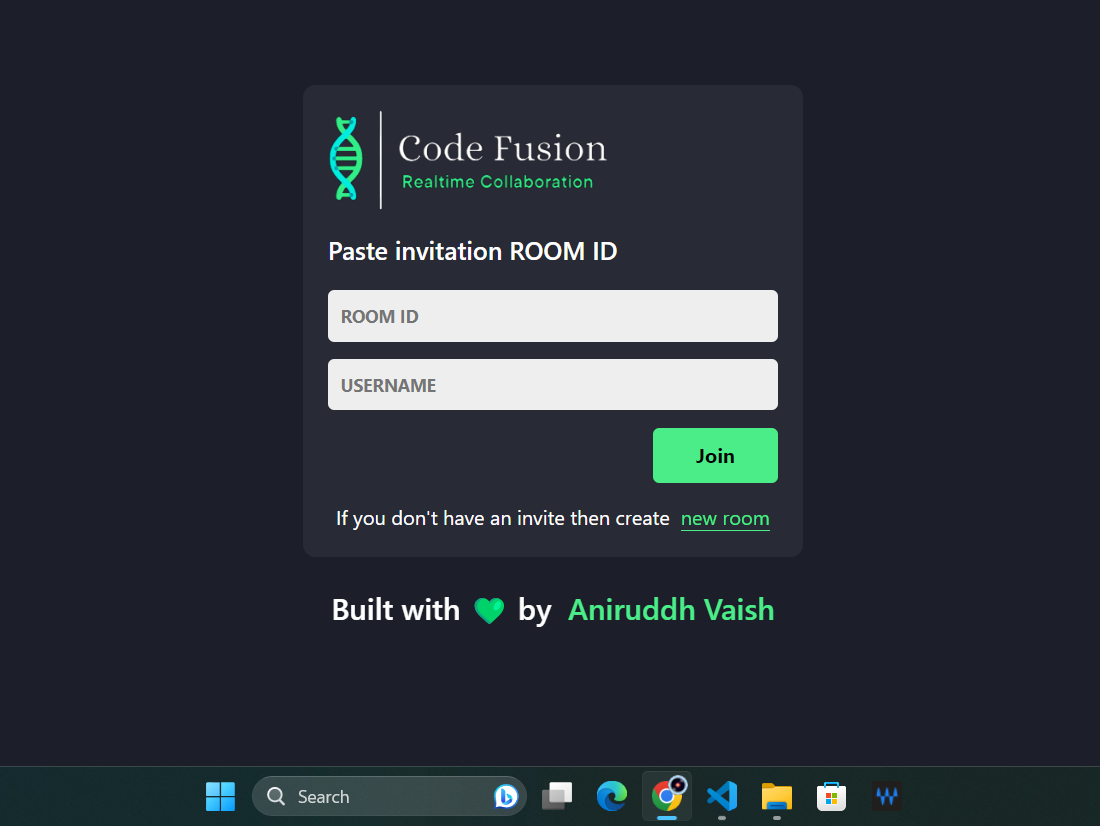 Code Fusion
Realtime Collaboration
Paste invitation ROOM ID
ROOM ID
USERNAME
Join
If you don't have an invite then create new room
Built with 💚 by Aniruddh Vaish
Search